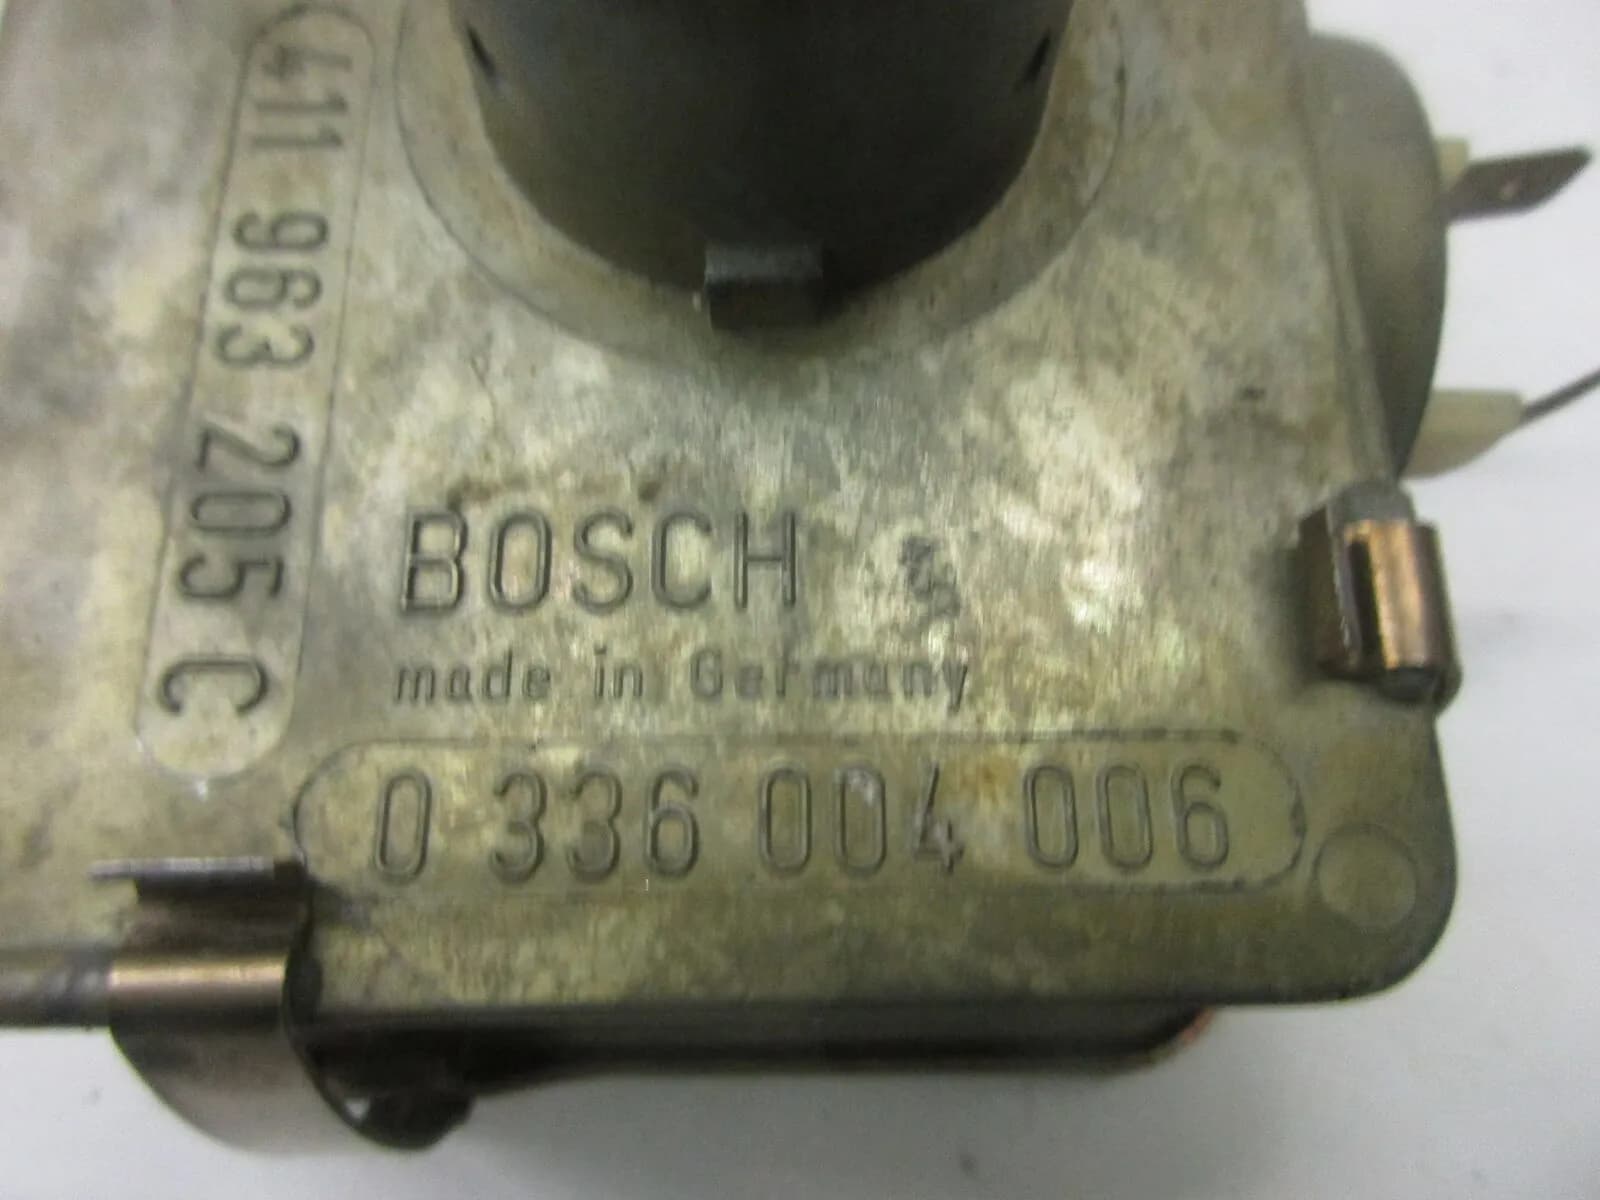 411 963 205 C
BOSCH
made in Germany
0 336 004 006